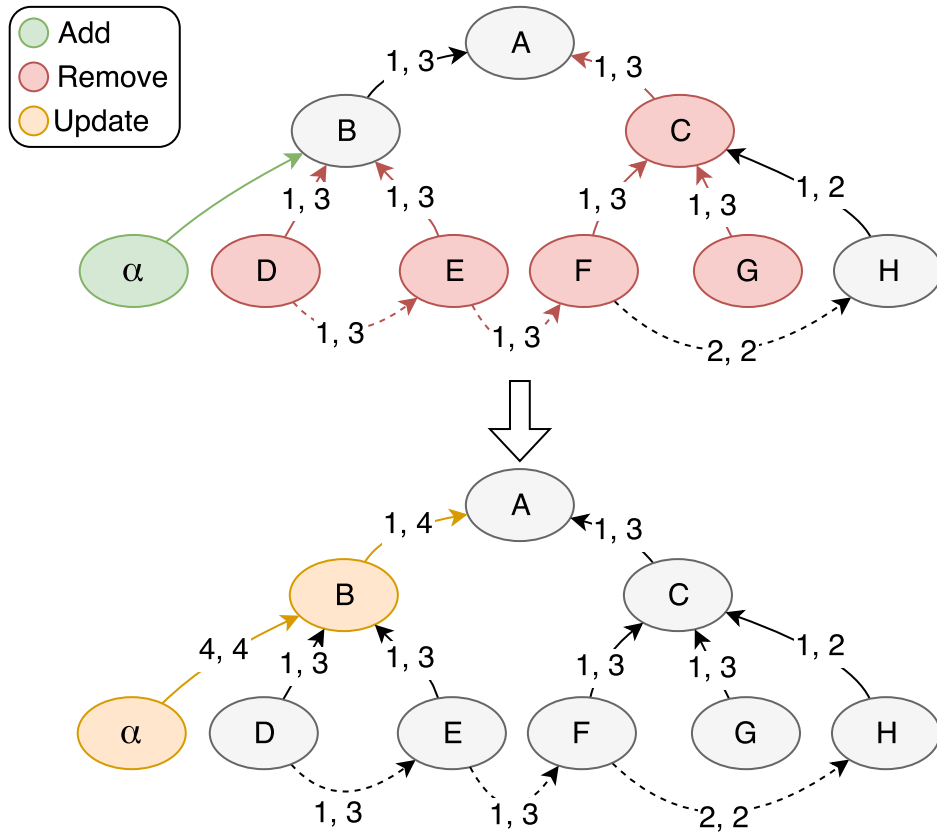 Add
Remove
Update
A
1, 3
1, 3
B
C
1, 3
1, 3
1, 3
1, 3
1, 2
α
D
E
F
G
H
1, 3
1, 3
2, 2
A
1, 4
1, 3
B
C
4, 4
1, 3
1, 3
1, 3
1, 3
1, 2
α
D
E
F
G
H
1, 3
1, 3
2, 2